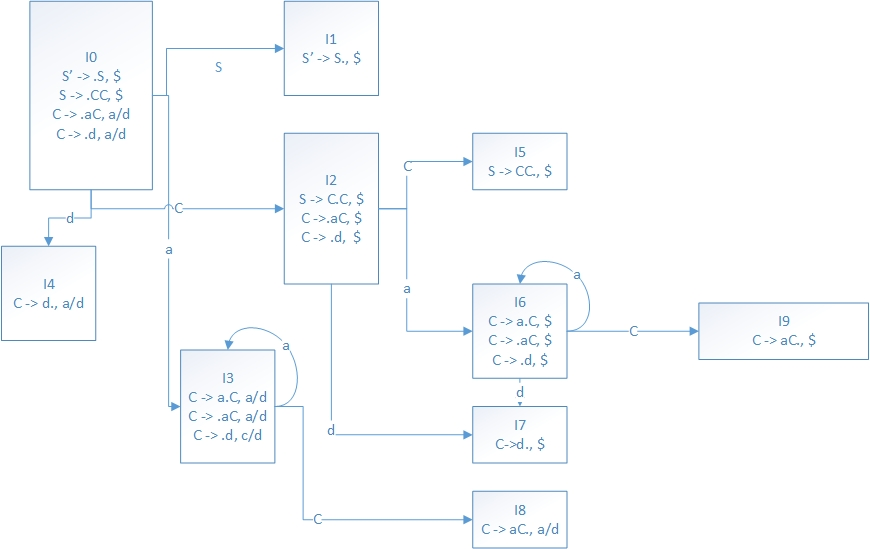 I0
S’ -> .S, $
S -> .CC, $
C -> .aC, a/d
C -> .d, a/d
S
I1
S’ -> S., $
I2
S -> C.C, $
C ->.aC, $
C -> .d, $
C
I5
S -> CC., $
d
C
a
I4
C -> d., a/d
a
a
I6
C -> a.C, $
C -> .aC, $
C -> .d, $
C
I9
C -> aC., $
a
I3
C -> a.C, a/d
C -> .aC, a/d
C -> .d, c/d
d
d
I7
C->d., $
C
I8
C -> aC., a/d